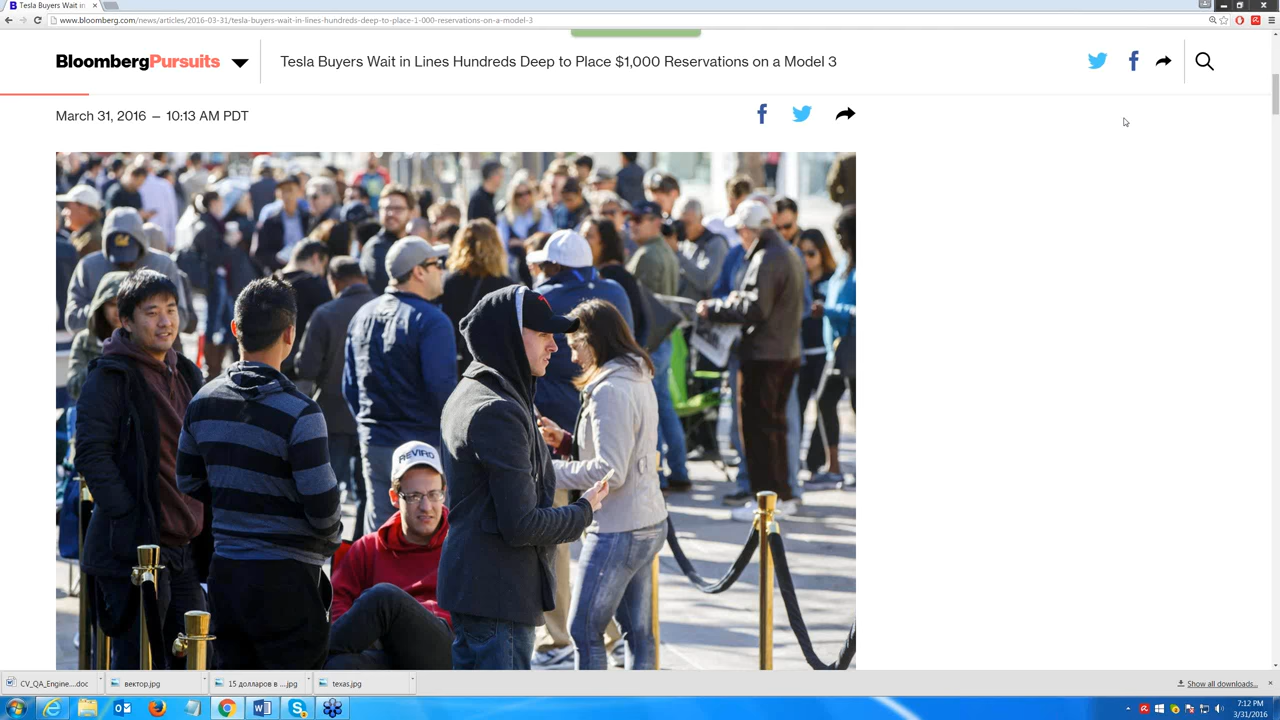 Tesla Buyers Wait in
www.bloomberg.com/news/articles/2016-03-31/tesla-buyers-wait-in-lines-hundreds-deep-to-place-1-000-reservations-on-a-model-3
BloombergPursuits
Tesla Buyers Wait in Lines Hundreds Deep to Place $1,000 Reservations on a Model 3
March 31, 2016 — 10:13 AM PDT
Cal
REVIRO
CV_QA_Engine....doc
вектор.jpg
15 долларов в ....jpg
texas.jpg
Show all downloads...
7:12 PM
3/31/2016